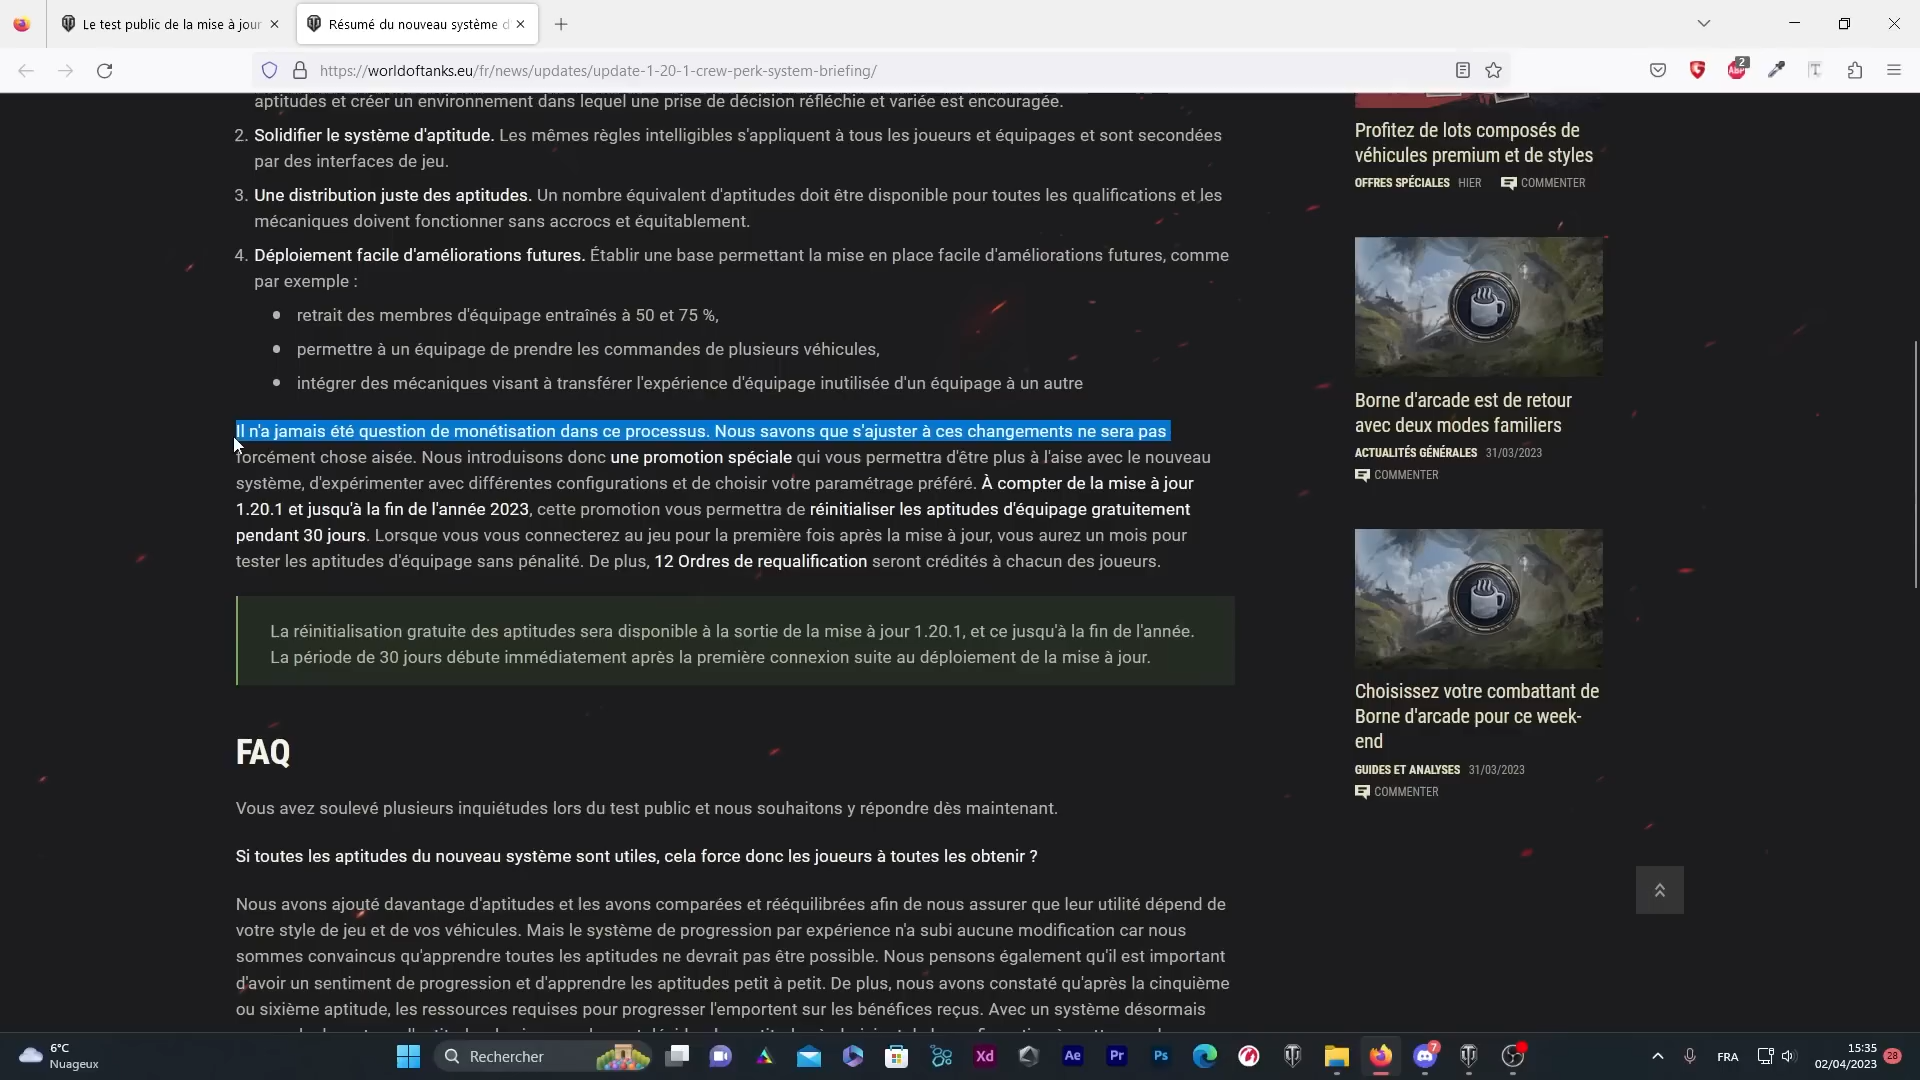 Le test public de la mise à jour
Résumé du nouveau système d
https://worldoftanks.eu/fr/news/updates/update-1-20-1-crew-perk-system-briefing/
2
aptitudes et créer un environnement dans lequel une prise de décision réfléchie et variée est encouragée.
2. Solidifier le système d'aptitude. Les mêmes règles intelligibles s'appliquent à tous les joueurs et équipages et sont secondées
par des interfaces de jeu.
3. Une distribution juste des aptitudes. Un nombre équivalent d'aptitudes doit être disponible pour toutes les qualifications et les
mécaniques doivent fonctionner sans accrocs et équitablement.
4. Déploiement facile d'améliorations futures. Établir une base permettant la mise en place facile d'améliorations futures, comme
par exemple :
retrait des membres d'équipage entraînés à 50 et 75 %,
permettre à un équipage de prendre les commandes de plusieurs véhicules,
intégrer des mécaniques visant à transférer l'expérience d'équipage inutilisée d'un équipage à un autre
Il n'a jamais été question de monétisation dans ce processus. Nous savons que s'ajuster à ces changements ne sera pas
forcément chose aisée. Nous introduisons donc une promotion spéciale qui vous permettra d'être plus à l'aise avec le nouveau
système, d'expérimenter avec différentes configurations et de choisir votre paramétrage préféré. À compter de la mise à jour
1.20.1 et jusqu'à la fin de l'année 2023, cette promotion vous permettra de réinitialiser les aptitudes d'équipage gratuitement
pendant 30 jours. Lorsque vous vous connecterez au jeu pour la première fois après la mise à jour, vous aurez un mois pour
tester les aptitudes d'équipage sans pénalité. De plus, 12 Ordres de requalification seront crédités à chacun des joueurs.
La réinitialisation gratuite des aptitudes sera disponible à la sortie de la mise à jour 1.20.1, et ce jusqu'à la fin de l'année.
La période de 30 jours débute immédiatement après la première connexion suite au déploiement de la mise à jour.
FAQ
Vous avez soulevé plusieurs inquiétudes lors du test public et nous souhaitons y répondre dès maintenant.
Si toutes les aptitudes du nouveau système sont utiles, cela force donc les joueurs à toutes les obtenir ?
Nous avons ajouté davantage d'aptitudes et les avons comparées et rééquilibrées afin de nous assurer que leur utilité dépend de
votre style de jeu et de vos véhicules. Mais le système de progression par expérience n'a subi aucune modification car nous
sommes convaincus qu'apprendre toutes les aptitudes ne devrait pas être possible. Nous pensons également qu'il est important
d'avoir un sentiment de progression et d'apprendre les aptitudes petit à petit. De plus, nous avons constaté qu'après la cinquième
ou sixième aptitude, les ressources requises pour progresser l'emportent sur les bénéfices reçus. Avec un système désormais
Profitez de lots composés de
véhicules premium et de styles
OFFRES SPÉCIALES HIER COMMENTER
Borne d'arcade est de retour
avec deux modes familiers
ACTUALITÉS GÉNÉRALES 31/03/2023
COMMENTER
Choisissez votre combattant de
Borne d'arcade pour ce week-
end
GUIDES ET ANALYSES 31/03/2023
COMMENTER
6°C
Nuageux
Rechercher
Xd
Ae
Pr
Ps
7
FRA
15:35
02/04/2023
28